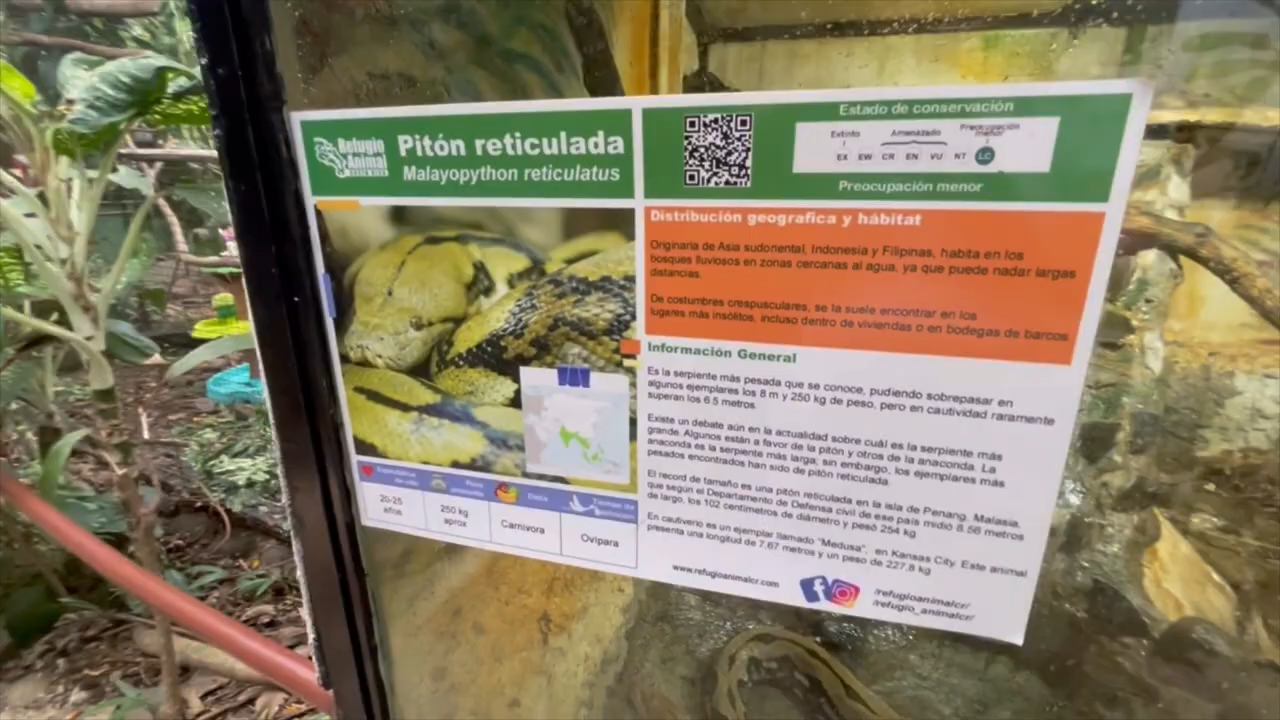 Refugio
Animal
COSTA RICA
Pitón reticulada
Malayopython reticulatus
Estado de conservación
Extinto
Amenazado
Preocupación
menor
EX EW CR EN VU NT LC
Preocupación menor
Distribución geografica y hábitat
Originaria de Asia sudoriental, Indonesia y Filipinas, habita en los
bosques lluviosos en zonas cercanas al agua, ya que puede nadar largas
distancias.
De costumbres crespusculares, se la suele encontrar en los
lugares más insólitos, incluso dentro de viviendas o en bodegas de barcos
Información General
Es la serpiente más pesada que se conoce, pudiendo sobrepasar en
algunos ejemplares los 8 m y 250 kg de peso, pero en cautividad raramente
superan los 6.5 metros.
Existe un debate aún en la actualidad sobre cuál es la serpiente más
grande. Algunos están a favor de la pitón y otros de la anaconda. La
anaconda es la serpiente más larga; sin embargo, los ejemplares más
pesados encontrados han sido de pitón reticulada.
El record de tamaño es una pitón reticulada en la isla de Penang, Malasia,
que según el Departamento de Defensa civil de ese país midió 8.56 metros
de largo, los 102 centimetros de diámetro y pesó 254 kg.
En cautiverio es un ejemplar llamado "Medusa", en Kansas City. Este animal
presenta una longitud de 7,67 metros y un peso de 227,8 kg
Expectativa
de vida
Peso
Dieta
20-25
años
250 kg
aprox
Carnívora
Ovípara
www.refugioanimalcr.com
/refugioanimalcr/
/refugio_animalcr/